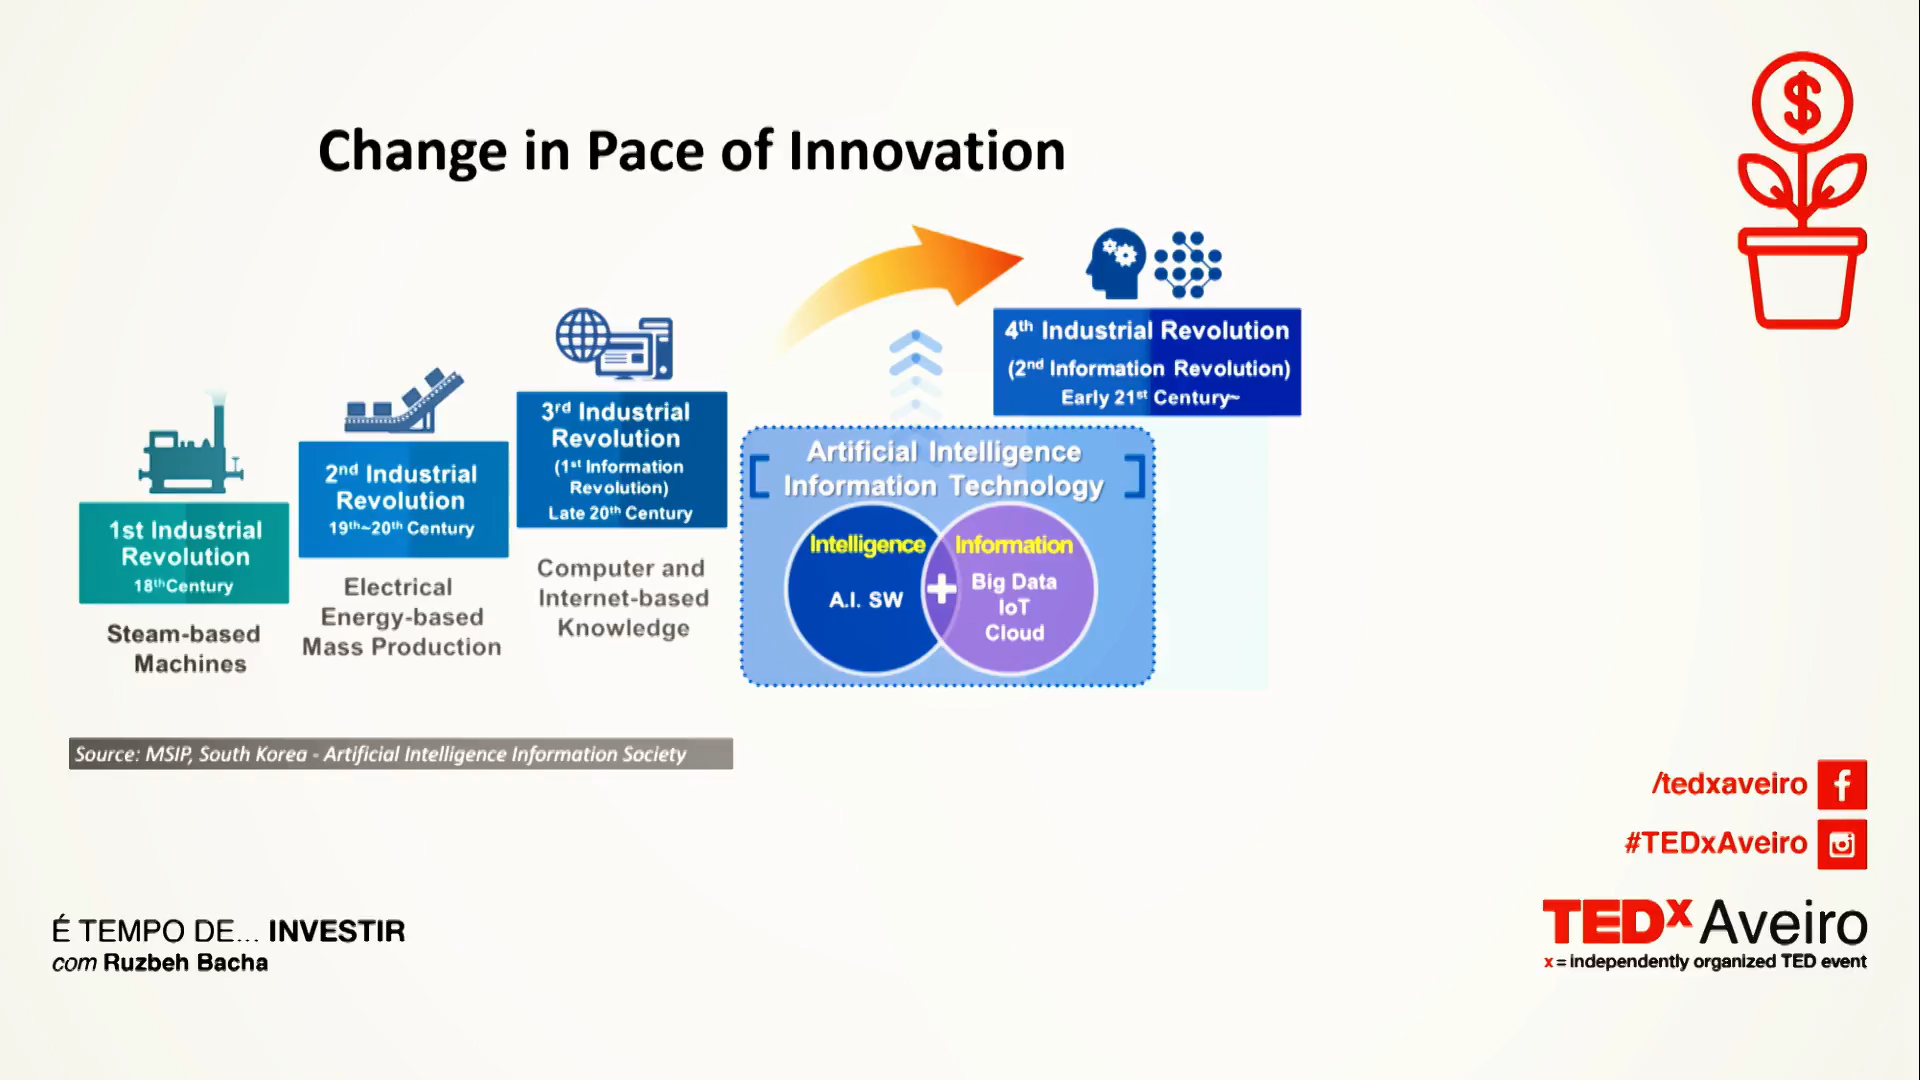 Change in Pace of Innovation
1st Industrial
Revolution
18thCentury
Steam-based
Machines
2nd Industrial
Revolution
19th~20th Century
Electrical
Energy-based
Mass Production
3rd Industrial
Revolution
(1st Information
Revolution)
Late 20th Century
Computer and
Internet-based
Knowledge
4th Industrial Revolution
(2nd Information Revolution)
Early 21st Century~
Artificial Intelligence
Information Technology
Intelligence
A.I. SW
+
Information
Big Data
IoT
Cloud
Source: MSIP, South Korea - Artificial Intelligence Information Society
$
/tedxaveiro f
#TEDxAveiro
É TEMPO DE... INVESTIR
com Ruzbeh Bacha
TEDx Aveiro
x = independently organized TED event